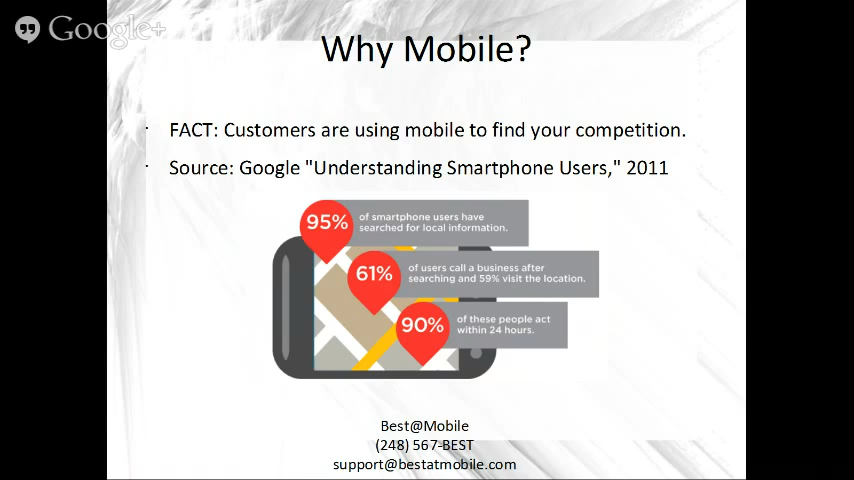 Google+
Why Mobile?
FACT: Customers are using mobile to find your competition.
Source: Google "Understanding Smartphone Users," 2011
95%
of smartphone users have
searched for local information.
61%
of users call a business after
searching and 59% visit the location.
90%
of these people act
within 24 hours.
Best@Mobile
(248) 567-BEST
support@bestatmobile.com